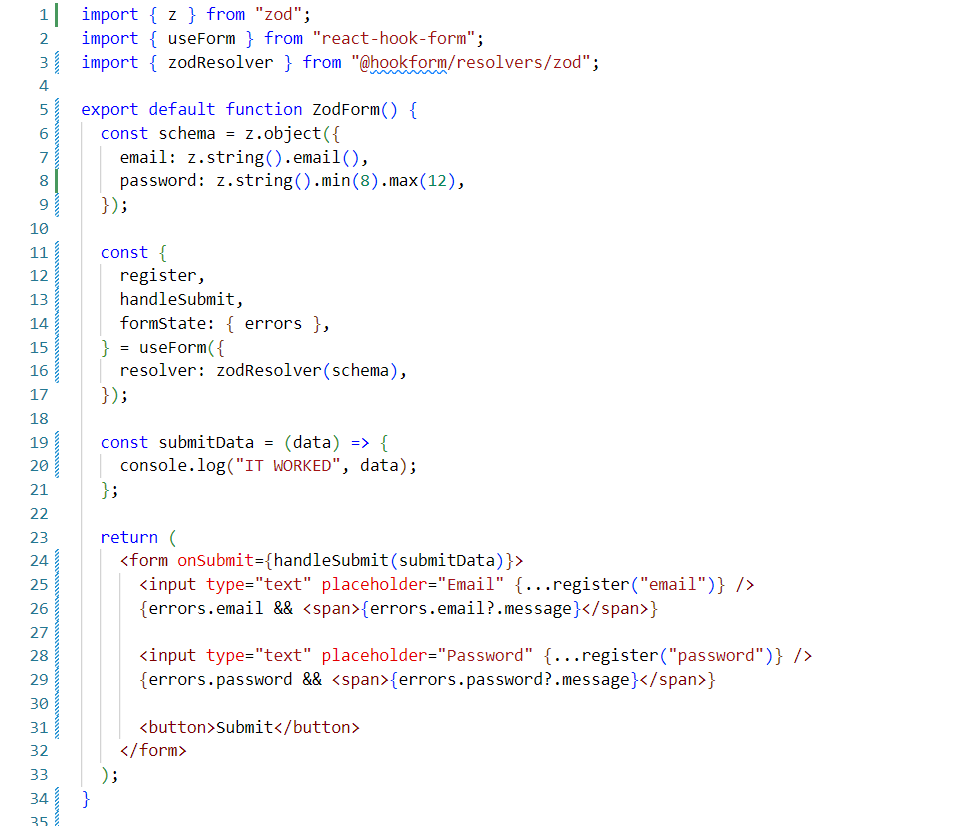 1 import { z } from "zod";
2 import { useForm } from "react-hook-form";
3 import { zodResolver } from "@hookform/resolvers/zod";
4
5 export default function ZodForm() {
6   const schema = z.object({
7     email: z.string().email(),
8     password: z.string().min(8).max(12),
9   });
10
11   const {
12     register,
13     handleSubmit,
14     formState: { errors },
15   } = useForm({
16     resolver: zodResolver(schema),
17   });
18
19   const submitData = (data) => {
20     console.log("IT WORKED", data);
21   };
22
23   return (
24     <form onSubmit={handleSubmit(submitData)}>
25       <input type="text" placeholder="Email" {...register("email")} />
26       {errors.email && <span>{errors.email?.message}</span>}
27
28       <input type="text" placeholder="Password" {...register("password")} />
29       {errors.password && <span>{errors.password?.message}</span>}
30
31       <button>Submit</button>
32     </form>
33   );
34 }
35